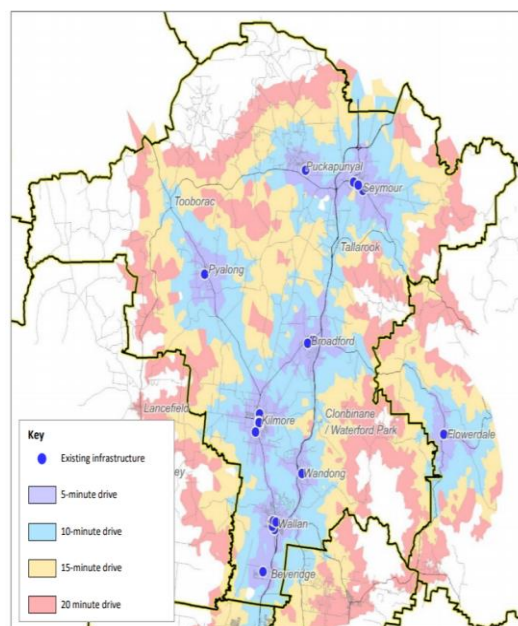 Puckapunyal
Seymour
Tooborac
Tallarook
Pyalong
Broadford
Lancefield
Kilmore
Clonbinane
/ Waterford Park
Flowerdale
Key
Existing infrastructure
ey
Wandong
5-minute drive
10-minute drive
Wallan
15-minute drive
Beveridge
20 minute drive